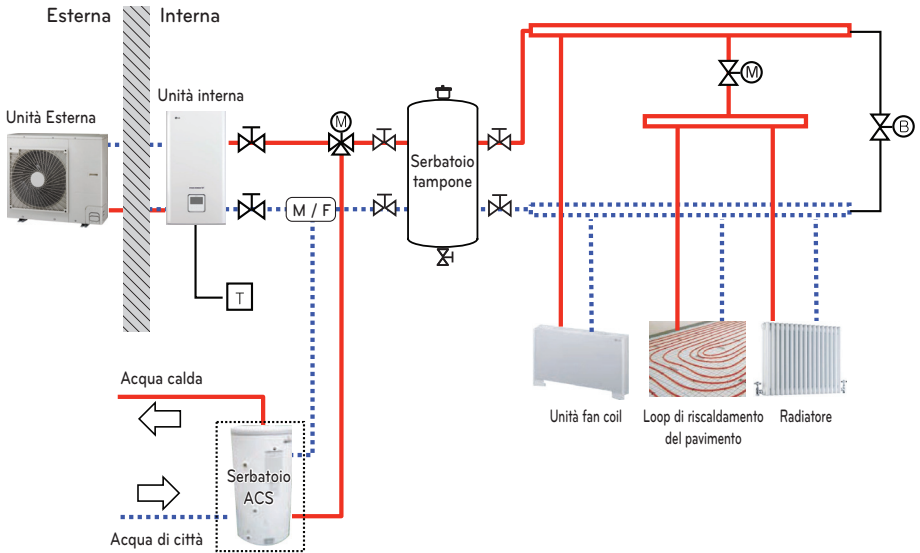 Esterna
Interna
Unità Esterna
Unità interna
M
M
B
Serbatoio
tampone
M / F
T
Acqua calda
Serbatoio
ACS
Acqua di città
Unità fan coil
Loop di riscaldamento
del pavimento
Radiatore